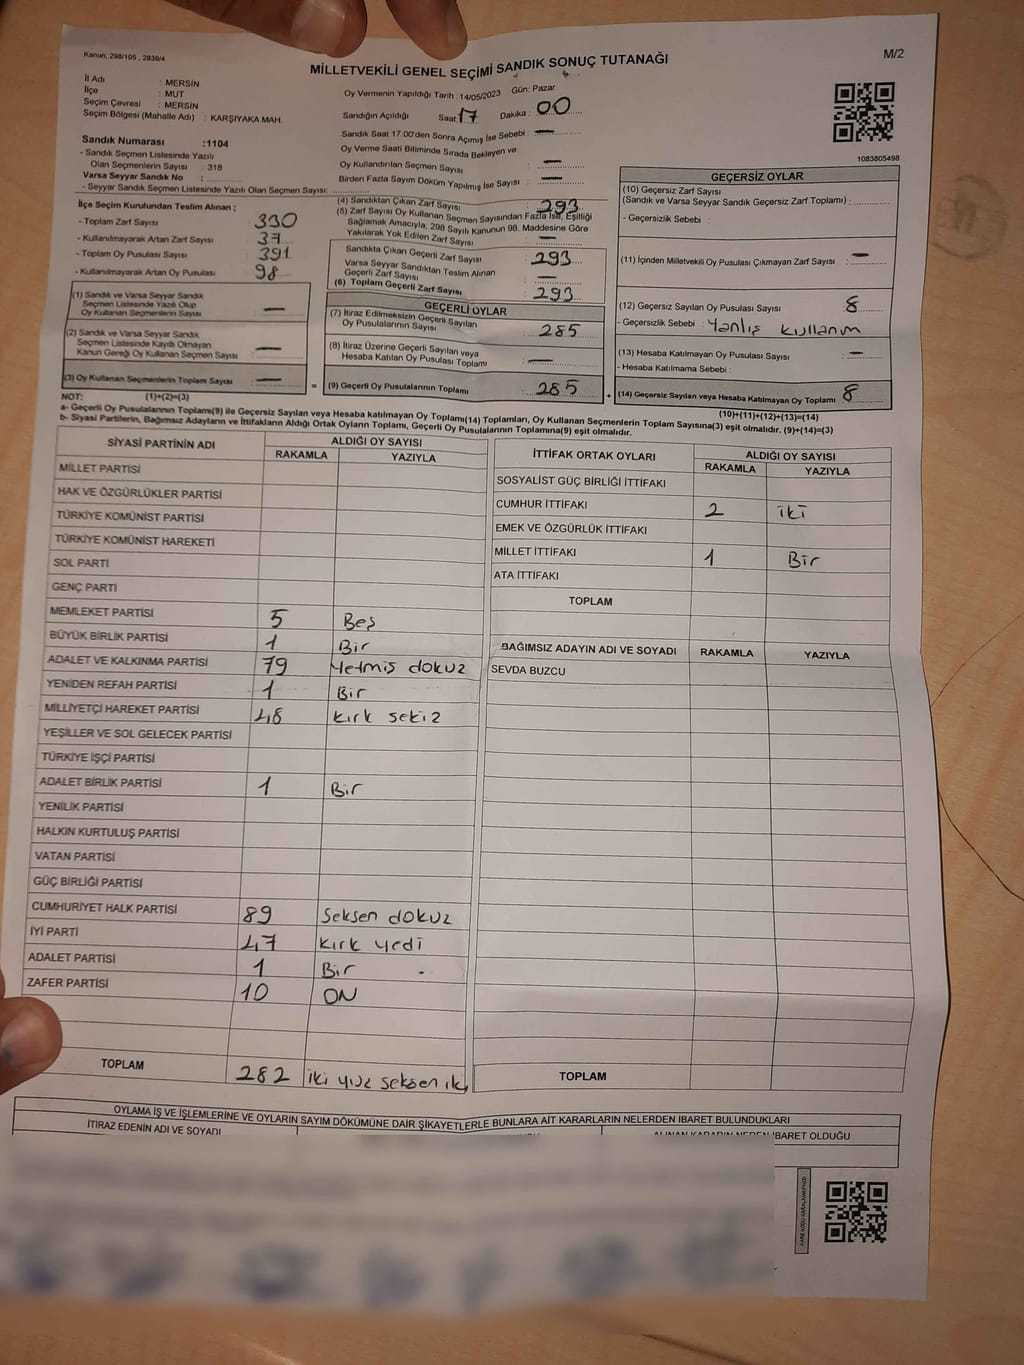 Kanun, 298/105 , 2839/4
M/2
MİLLETVEKİLİ GENEL SEÇİMİ SANDIK SONUÇ TUTANAĞI
İl Adı : MERSİN
İlçe : MUT
Seçim Çevresi : MERSİN
Seçim Bölgesi (Mahalle Adı) : KARŞIYAKA MAH.
Sandık Numarası :1104
- Sandık Seçmen Listesinde Yazılı
Olan Seçmenlerin Sayısı : 318
Varsa Seyyar Sandık No :
- Seyyar Sandık Seçmen Listesinde Yazılı Olan Seçmen Sayısı:
Oy Vermenin Yapıldığı Tarih : 14/05/2023 Gün: Pazar
Sandığın Açıldığı Saat: 17 Dakika : 00
Sandık Saat 17:00'den Sonra Açımış İse Sebebi : —
Oy Verme Saati Bitiminde Sırada Bekleyen ve
Oy Kullandırılan Seçmen Sayısı : —
Birden Fazla Sayım Döküm Yapılmış İse Sayısı : —
1083805498
İlçe Seçim Kurulundan Teslim Alınan ;
- Toplam Zarf Sayısı 330
- Kullanılmayarak Artan Zarf Sayısı 37
- Toplam Oy Pusulası Sayısı 391
- Kullanılmayarak Artan Oy Pusulası 98
(1) Sandık ve Varsa Seyyar Sandık
Seçmen Listesinde Yazılı Olup
Oy Kullanan Seçmenlerin Sayısı : —
(2) Sandık ve Varsa Seyyar Sandık
Seçmen Listesinde Kayıtlı Olmayan
Kanun Gereği Oy Kullanan Seçmen Sayısı : —
(3) Oy Kullanan Seçmenlerin Toplam Sayısı : —
(4) Sandıktan Çıkan Zarf Sayısı : 293
(5) Zarf Sayısı Oy Kullanan Seçmen Sayısından Fazla İse, Eşitliği
Sağlamak Amacıyla, 298 Sayılı Kanunun 98. Maddesine Göre
Yakılarak Yok Edilen Zarf Sayısı : —
Sandıkta Çıkan Geçerli Zarf Sayısı : 293
Varsa Seyyar Sandıktan Teslim Alınan
Geçerli Zarf Sayısı : —
(6) Toplam Geçerli Zarf Sayısı : 293
GEÇERLİ OYLAR
(7) İtiraz Edilmeksizin Geçerli Sayılan
Oy Pusulalarının Sayısı : 285
(8) İtiraz Üzerine Geçerli Sayılan veya
Hesaba Katılan Oy Pusulası Toplamı : —
= (9) Geçerli Oy Pusulalarının Toplamı : 285
GEÇERSİZ OYLAR
(10) Geçersiz Zarf Sayısı
(Sandık ve Varsa Seyyar Sandık Geçersiz Zarf Toplamı) :
- Geçersizlik Sebebi :
(11) İçinden Milletvekili Oy Pusulası Çıkmayan Zarf Sayısı : —
(12) Geçersiz Sayılan Oy Pusulası Sayısı : 8
- Geçersizlik Sebebi : Yanlış kullanım
(13) Hesaba Katılmayan Oy Pusulası Sayısı : —
- Hesaba Katılmama Sebebi :
+ (14) Geçersiz Sayılan veya Hesaba Katılmayan Oy Toplamı : 8
NOT: (1)+(2)=(3)
(10)+(11)+(12)+(13)=(14)
a- Geçerli Oy Pusulalarının Toplamı(9) ile Geçersiz Sayılan veya Hesaba katılmayan Oy Toplamı(14) Toplamları, Oy Kullanan Seçmenlerin Toplam Sayısına(3) eşit olmalıdır. (9)+(14)=(3)
b- Siyasi Partilerin, Bağımsız Adayların ve İttifakların Aldığı Ortak Oyların Toplamı, Geçerli Oy Pusulalarının Toplamına(9) eşit olmalıdır.
SİYASİ PARTİNİN ADI ALDIĞI OY SAYISI
RAKAMLA YAZIYLA
MİLLET PARTİSİ
HAK VE ÖZGÜRLÜKLER PARTİSİ
TÜRKİYE KOMÜNİST PARTİSİ
TÜRKİYE KOMÜNİST HAREKETİ
SOL PARTİ
GENÇ PARTİ
MEMLEKET PARTİSİ 5 Beş
BÜYÜK BİRLİK PARTİSİ 1 Bir
ADALET VE KALKINMA PARTİSİ 79 Yetmiş dokuz
YENİDEN REFAH PARTİSİ 1 Bir
MİLLİYETÇİ HAREKET PARTİSİ 48 kırk sekiz
YEŞİLLER VE SOL GELECEK PARTİSİ
TÜRKİYE İŞÇİ PARTİSİ
ADALET BİRLİK PARTİSİ 1 Bir
YENİLİK PARTİSİ
HALKIN KURTULUŞ PARTİSİ
VATAN PARTİSİ
GÜÇ BİRLİĞİ PARTİSİ
CUMHURİYET HALK PARTİSİ 89 Seksen dokuz
İYİ PARTİ 47 kırk yedi
ADALET PARTİSİ 1 Bir
ZAFER PARTİSİ 10 ON
TOPLAM 282 iki yüz seksen iki
İTTİFAK ORTAK OYLARI ALDIĞI OY SAYISI
RAKAMLA YAZIYLA
SOSYALİST GÜÇ BİRLİĞİ İTTİFAKI
CUMHUR İTTİFAKI 2 iki
EMEK VE ÖZGÜRLÜK İTTİFAKI
MİLLET İTTİFAKI 1 Bir
ATA İTTİFAKI
TOPLAM
BAĞIMSIZ ADAYIN ADI VE SOYADI RAKAMLA YAZIYLA
SEVDA BUZCU
TOPLAM
OYLAMA İŞ VE İŞLEMLERİNE VE OYLARIN SAYIM DÖKÜMÜNE DAİR ŞİKAYETLERLE BUNLARA AİT KARARLARIN NELERDEN İBARET BULUNDUKLARI
İTİRAZ EDENİN ADI VE SOYADI
ALINAN KARARIN NEDEN İBARET OLDUĞU